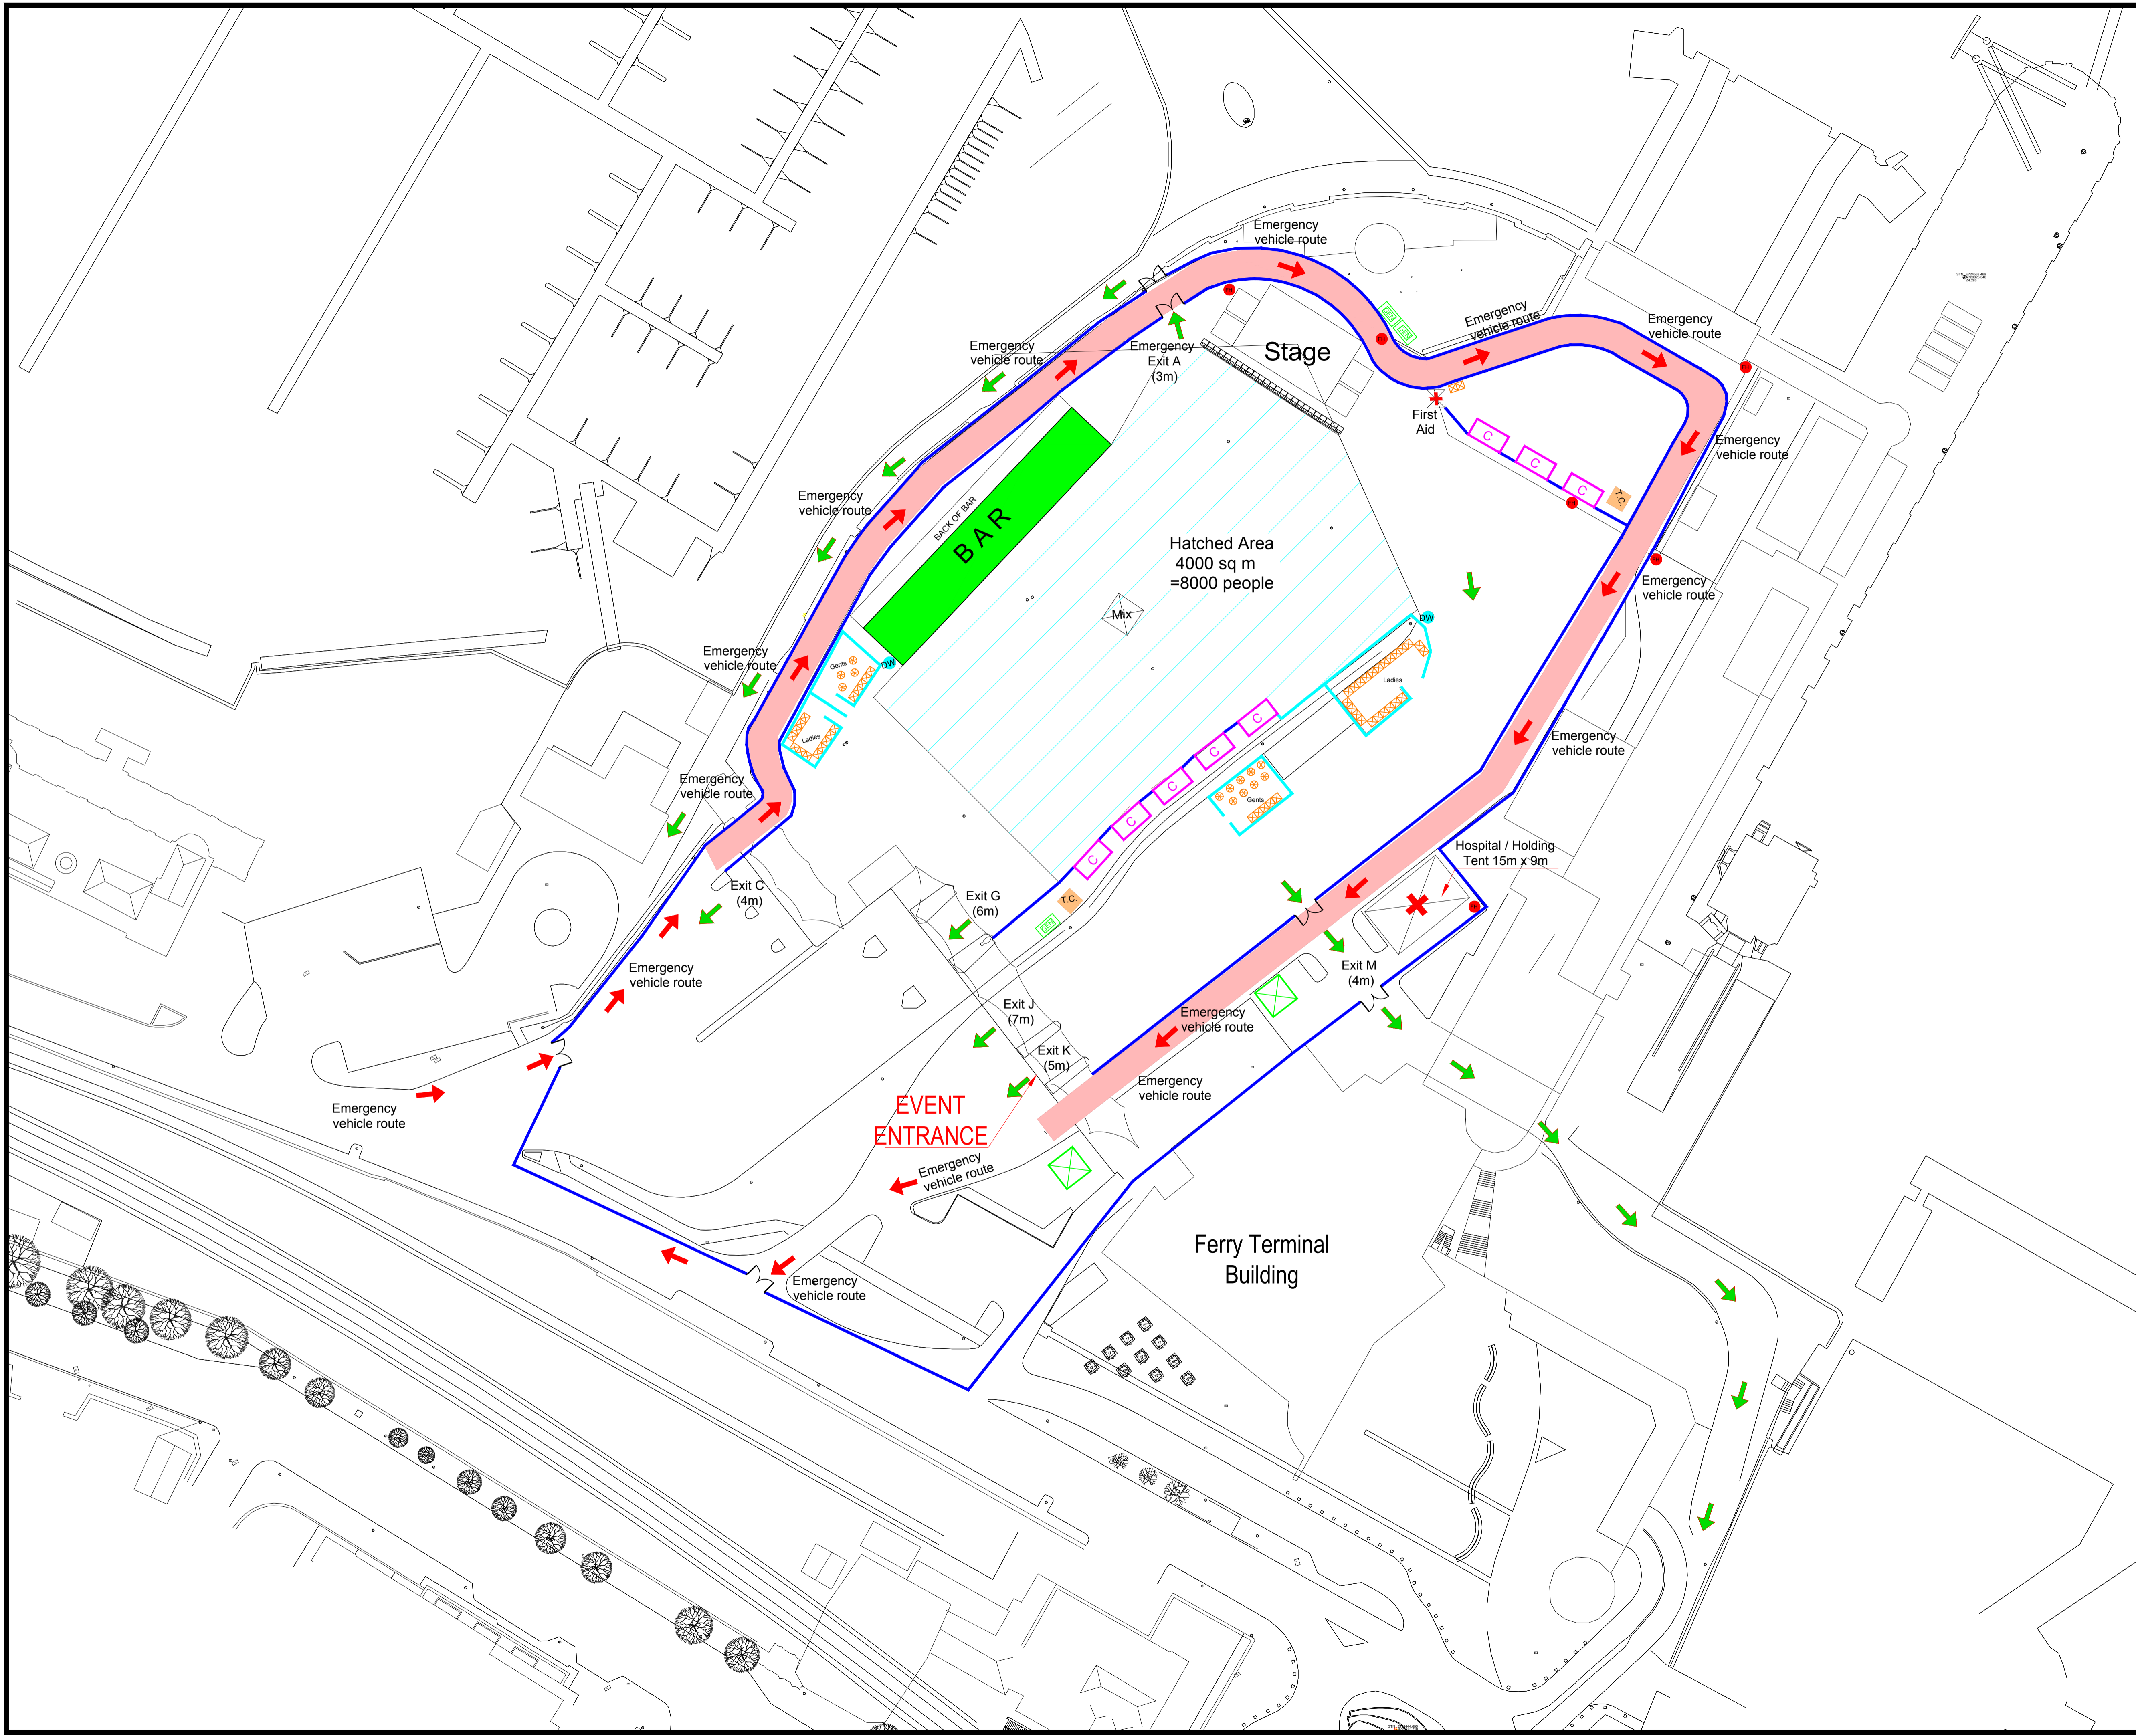 Emergency
vehicle route
Emergency
vehicle route
Emergency
vehicle route
Emergency
vehicle route
Emergency
Exit A
(3m)
Stage
First
Aid
Emergency
vehicle route
C
C
C
T.C.
Emergency
vehicle route
BACK OF BAR
BAR
Hatched Area
4000 sq m
=8000 people
Mix
Emergency
vehicle route
DW
Emergency
vehicle route
Gents
DW
Ladies
Ladies
C
C
C
C
C
Emergency
vehicle route
Emergency
vehicle route
Gents
Hospital / Holding
Tent 15m x 9m
Exit C
(4m)
Exit G
(6m)
T.C.
Emergency
vehicle route
Exit M
(4m)
Exit J
(7m)
Emergency
vehicle route
Exit K
(5m)
Emergency
vehicle route
Emergency
vehicle route
EVENT
ENTRANCE
Emergency
vehicle route
Ferry Terminal
Building
Emergency
vehicle route